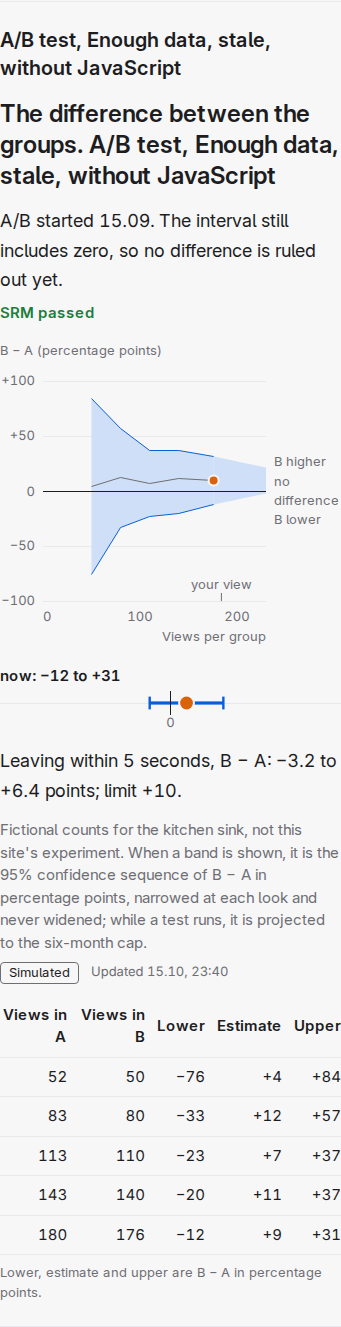 A/B test, Enough data, stale,
without JavaScript
The difference between the
groups. A/B test, Enough data,
stale, without JavaScript
A/B started 15.09. The interval still
includes zero, so no difference is ruled
out yet.
SRM passed
B − A (percentage points)
+100
+50
0
−50
−100
B higher
no
difference
B lower
your view
0 100 200
Views per group
now: −12 to +31
0
Leaving within 5 seconds, B − A: −3.2 to
+6.4 points; limit +10.
Fictional counts for the kitchen sink, not this
site's experiment. When a band is shown, it is the
95% confidence sequence of B − A in
percentage points, narrowed at each look and
never widened; while a test runs, it is projected
to the six-month cap.
Simulated Updated 15.10, 23:40
Views in A Views in B Lower Estimate Upper
52 50 −76 +4 +84
83 80 −33 +12 +57
113 110 −23 +7 +37
143 140 −20 +11 +37
180 176 −12 +9 +31
Lower, estimate and upper are B − A in percentage
points.